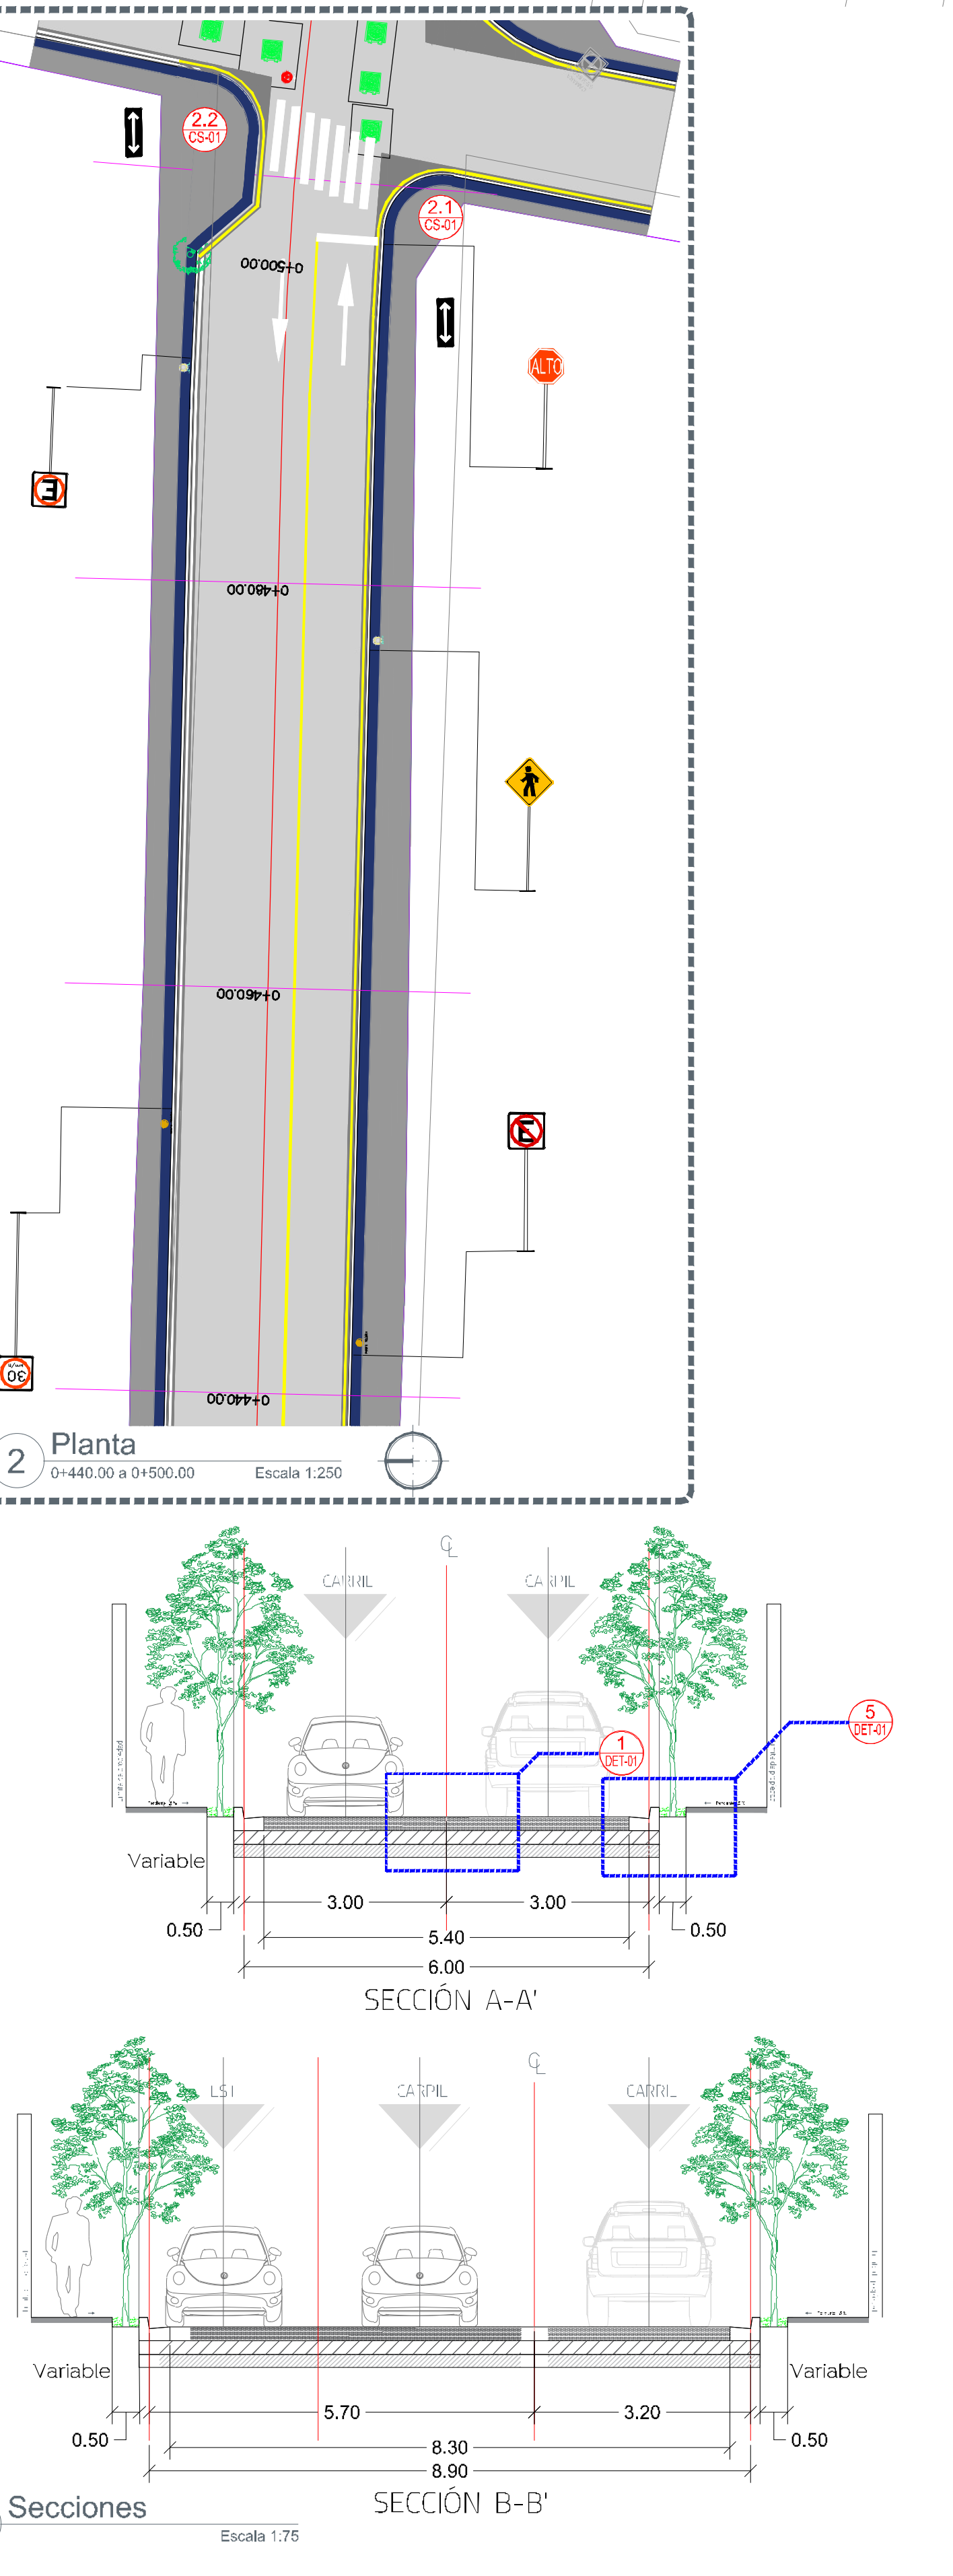 2.2
CS-01
2.1
CS-01
0+500.00
ALTO
E
0+480.00
0+460.00
E
30
0+440.00
2
Planta
0+440.00 a 0+500.00
Escala 1:250
CARRIL
CARRIL
1
DET-01
5
DET-01
Variable
3.00
3.00
0.50
0.50
5.40
6.00
SECCIÓN A-A'
EST
CARRIL
CARRIL
Variable
Variable
5.70
3.20
0.50
0.50
8.30
8.90
SECCIÓN B-B'
Secciones
Escala 1:75